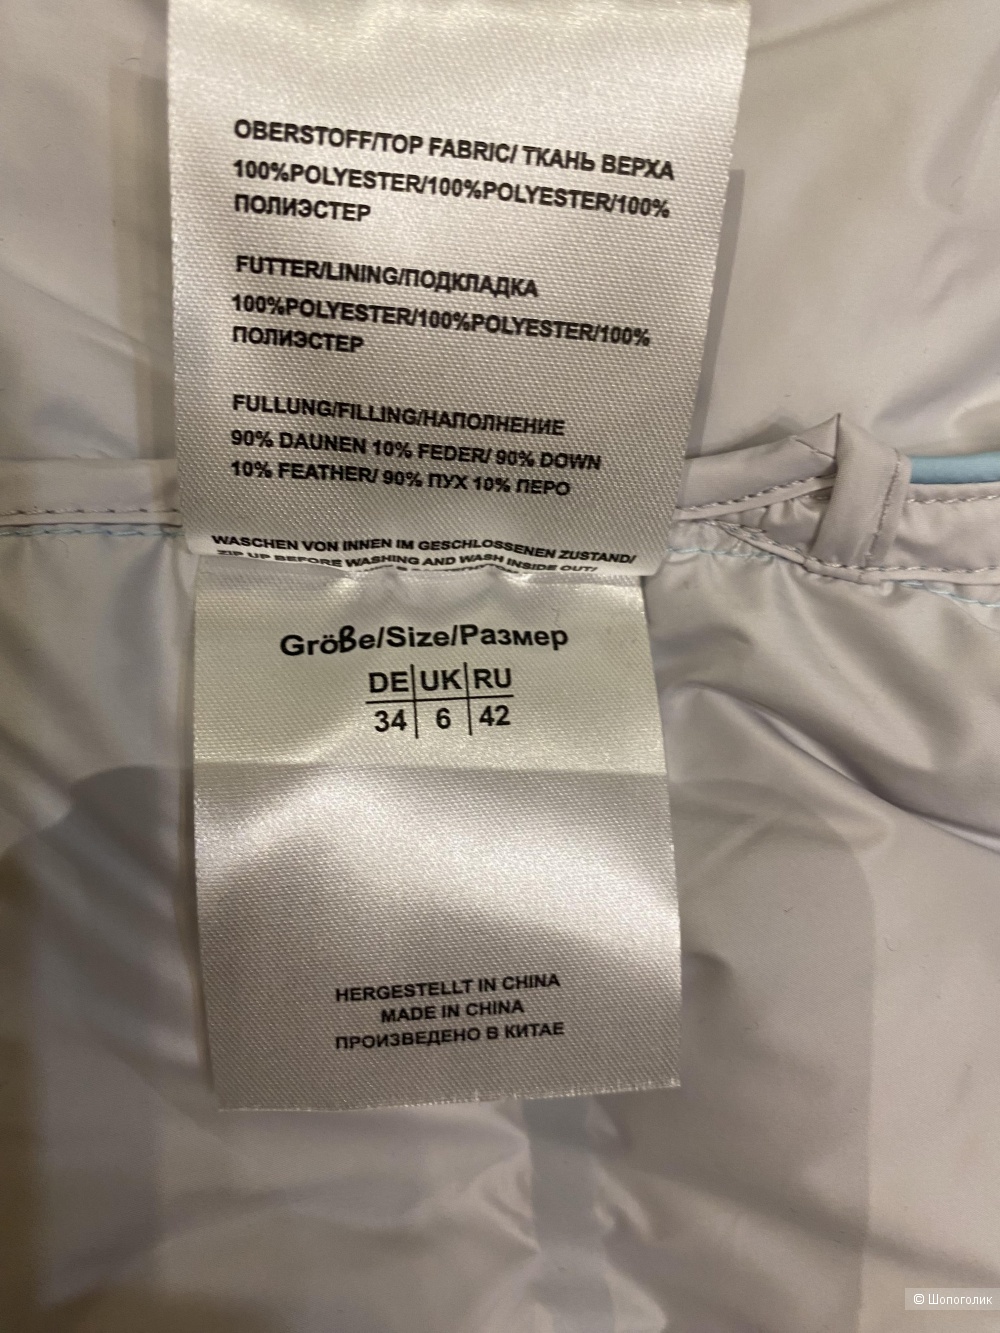 OBERSTOFF/TOP FABRIC/ ТКАНЬ ВЕРХА
100%POLYESTER/100%POLYESTER/100%
ПОЛИЭСТЕР
FUTTER/LINING/ПОДКЛАДКА
100%POLYESTER/100%POLYESTER/100%
ПОЛИЭСТЕР
FULLUNG/FILLING/НАПОЛНЕНИЕ
90% DAUNEN 10% FEDER/ 90% DOWN
10% FEATHER/ 90% ПУХ 10% ПЕРО
WASCHEN VON INNEN IM GESCHLOSSENEN ZUSTAND/
ZIP UP BEFORE WASHING AND WASH INSIDE OUT/
Größe/Size/Размер
DE UK RU
34 6 42
HERGESTELLT IN CHINA
MADE IN CHINA
ПРОИЗВЕДЕНО В КИТАЕ
© Шопоголик